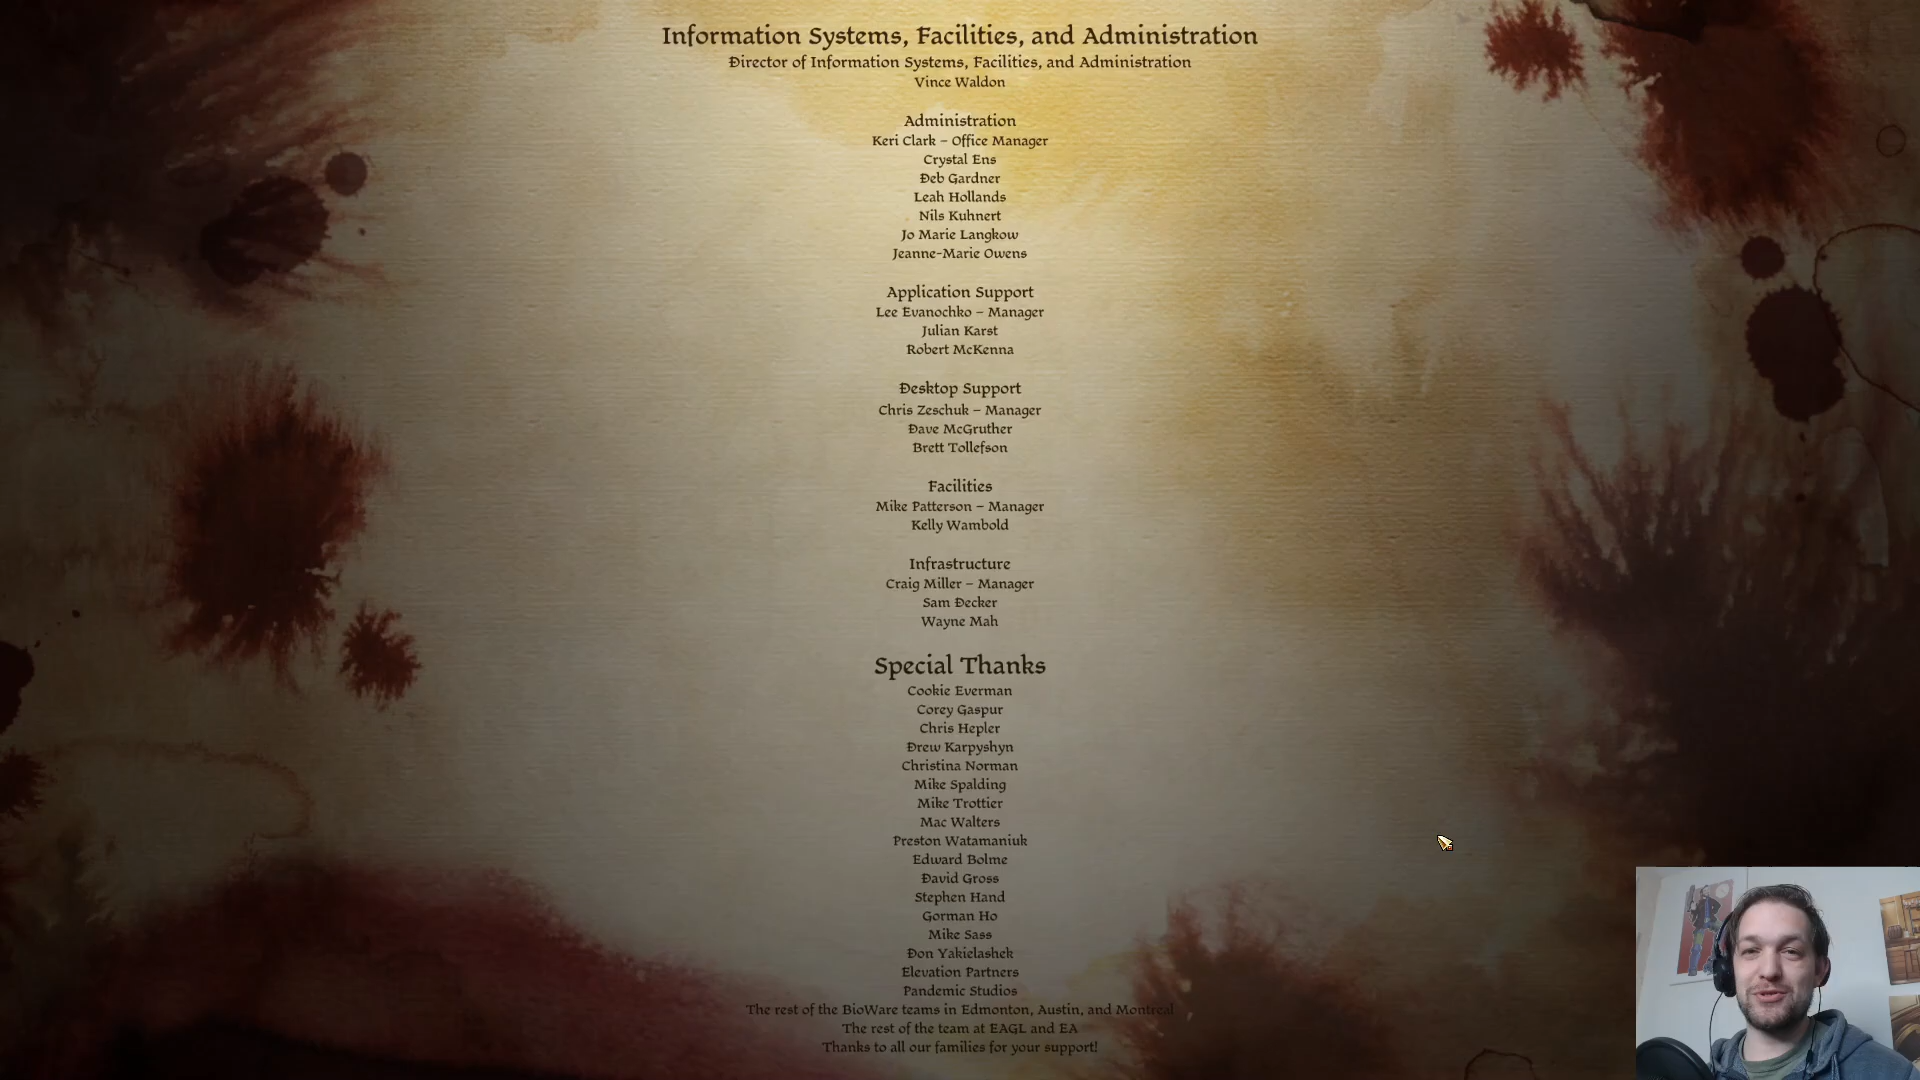 Information Systems, Facilities, and Administration
Director of Information Systems, Facilities, and Administration
Vince Waldon
Administration
Keri Clark – Office Manager
Crystal Ens
Deb Gardner
Leah Hollands
Nils Kuhnert
Jo Marie Langkow
Jeanne-Marie Owens
Application Support
Lee Evanochko – Manager
Julian Karst
Robert McKenna
Desktop Support
Chris Zeschuk – Manager
Dave McGruther
Brett Tollefson
Facilities
Mike Patterson – Manager
Kelly Wambold
Infrastructure
Craig Miller – Manager
Sam Decker
Wayne Mah
Special Thanks
Cookie Everman
Corey Gaspur
Chris Hepler
Drew Karpyshyn
Christina Norman
Mike Spalding
Mike Trottier
Mac Walters
Preston Watamaniuk
Edward Bolme
David Gross
Stephen Hand
Gorman Ho
Mike Sass
Don Yakielashek
Elevation Partners
Pandemic Studios
The rest of the BioWare teams in Edmonton, Austin, and Montreal
The rest of the team at EAGL and EA
Thanks to all our families for your support!